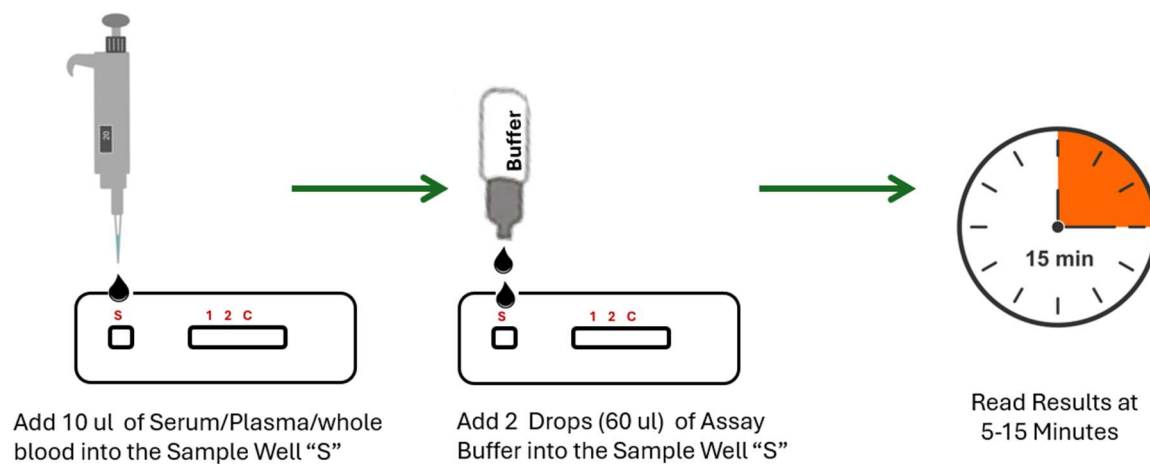 20
S
1 2 C
Add 10 ul of Serum/Plasma/whole
blood into the Sample Well “S”
Buffer
S
1 2 C
Add 2 Drops (60 ul) of Assay
Buffer into the Sample Well “S”
15 min
Read Results at
5-15 Minutes